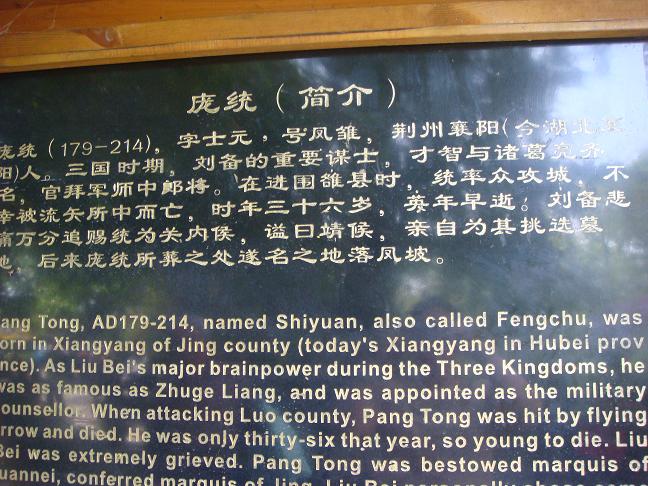 庞统（简介）
庞统（179-214），字士元，号凤雏，荆州襄阳（今湖北襄
阳)人。三国时期，刘备的重要谋士，才智与诸葛亮齐
名，官拜军师中郎将。在进围雒县时，统率众攻城，不
幸被流矢所中而亡，时年三十六岁，英年早逝。刘备悲
痛万分追赐统为关内侯，谥曰靖候，亲自为其挑选墓
地，后来庞统所葬之处遂名之地落凤坡。
ang Tong, AD179-214, named Shiyuan, also called Fengchu, was
orn in Xiangyang of Jing county (today's Xiangyang in Hubei prov
nce). As Liu Bei's major brainpower during the Three Kingdoms, he
was as famous as Zhuge Liang, and was appointed as the military
ounsellor. When attacking Luo county, Pang Tong was hit by flying
rrow and died. He was only thirty-six that year, so young to die. Liu
Bei was extremely grieved. Pang Tong was bestowed marquis of
uannei, conferred marquis of Jing. Liu Bei personally chose some